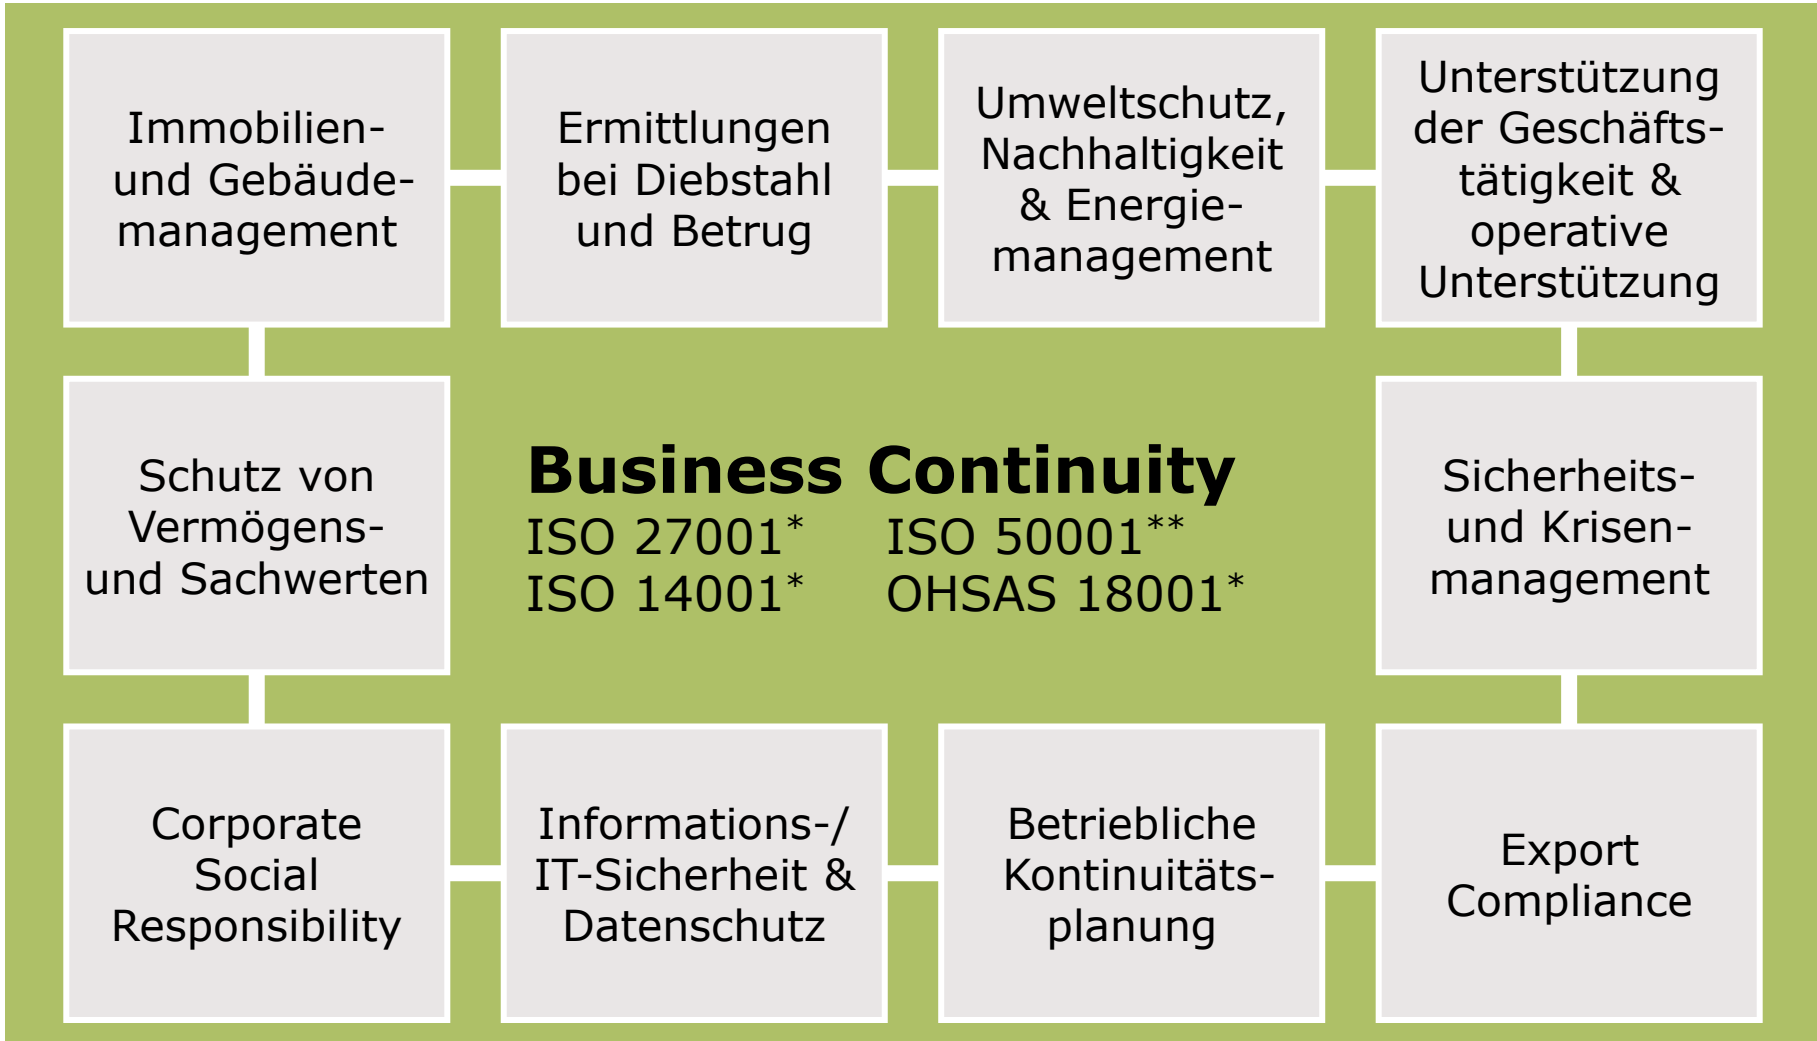 Immobilien-
und Gebäude-
management
Ermittlungen
bei Diebstahl
und Betrug
Umweltschutz,
Nachhaltigkeit
& Energie-
management
Unterstützung
der Geschäfts-
tätigkeit &
operative
Unterstützung
Schutz von
Vermögens-
und Sachwerten
Business Continuity
ISO 27001* ISO 50001**
ISO 14001* OHSAS 18001*
Sicherheits-
und Krisen-
management
Corporate
Social
Responsibility
Informations-/
IT-Sicherheit &
Datenschutz
Betriebliche
Kontinuitäts-
planung
Export
Compliance